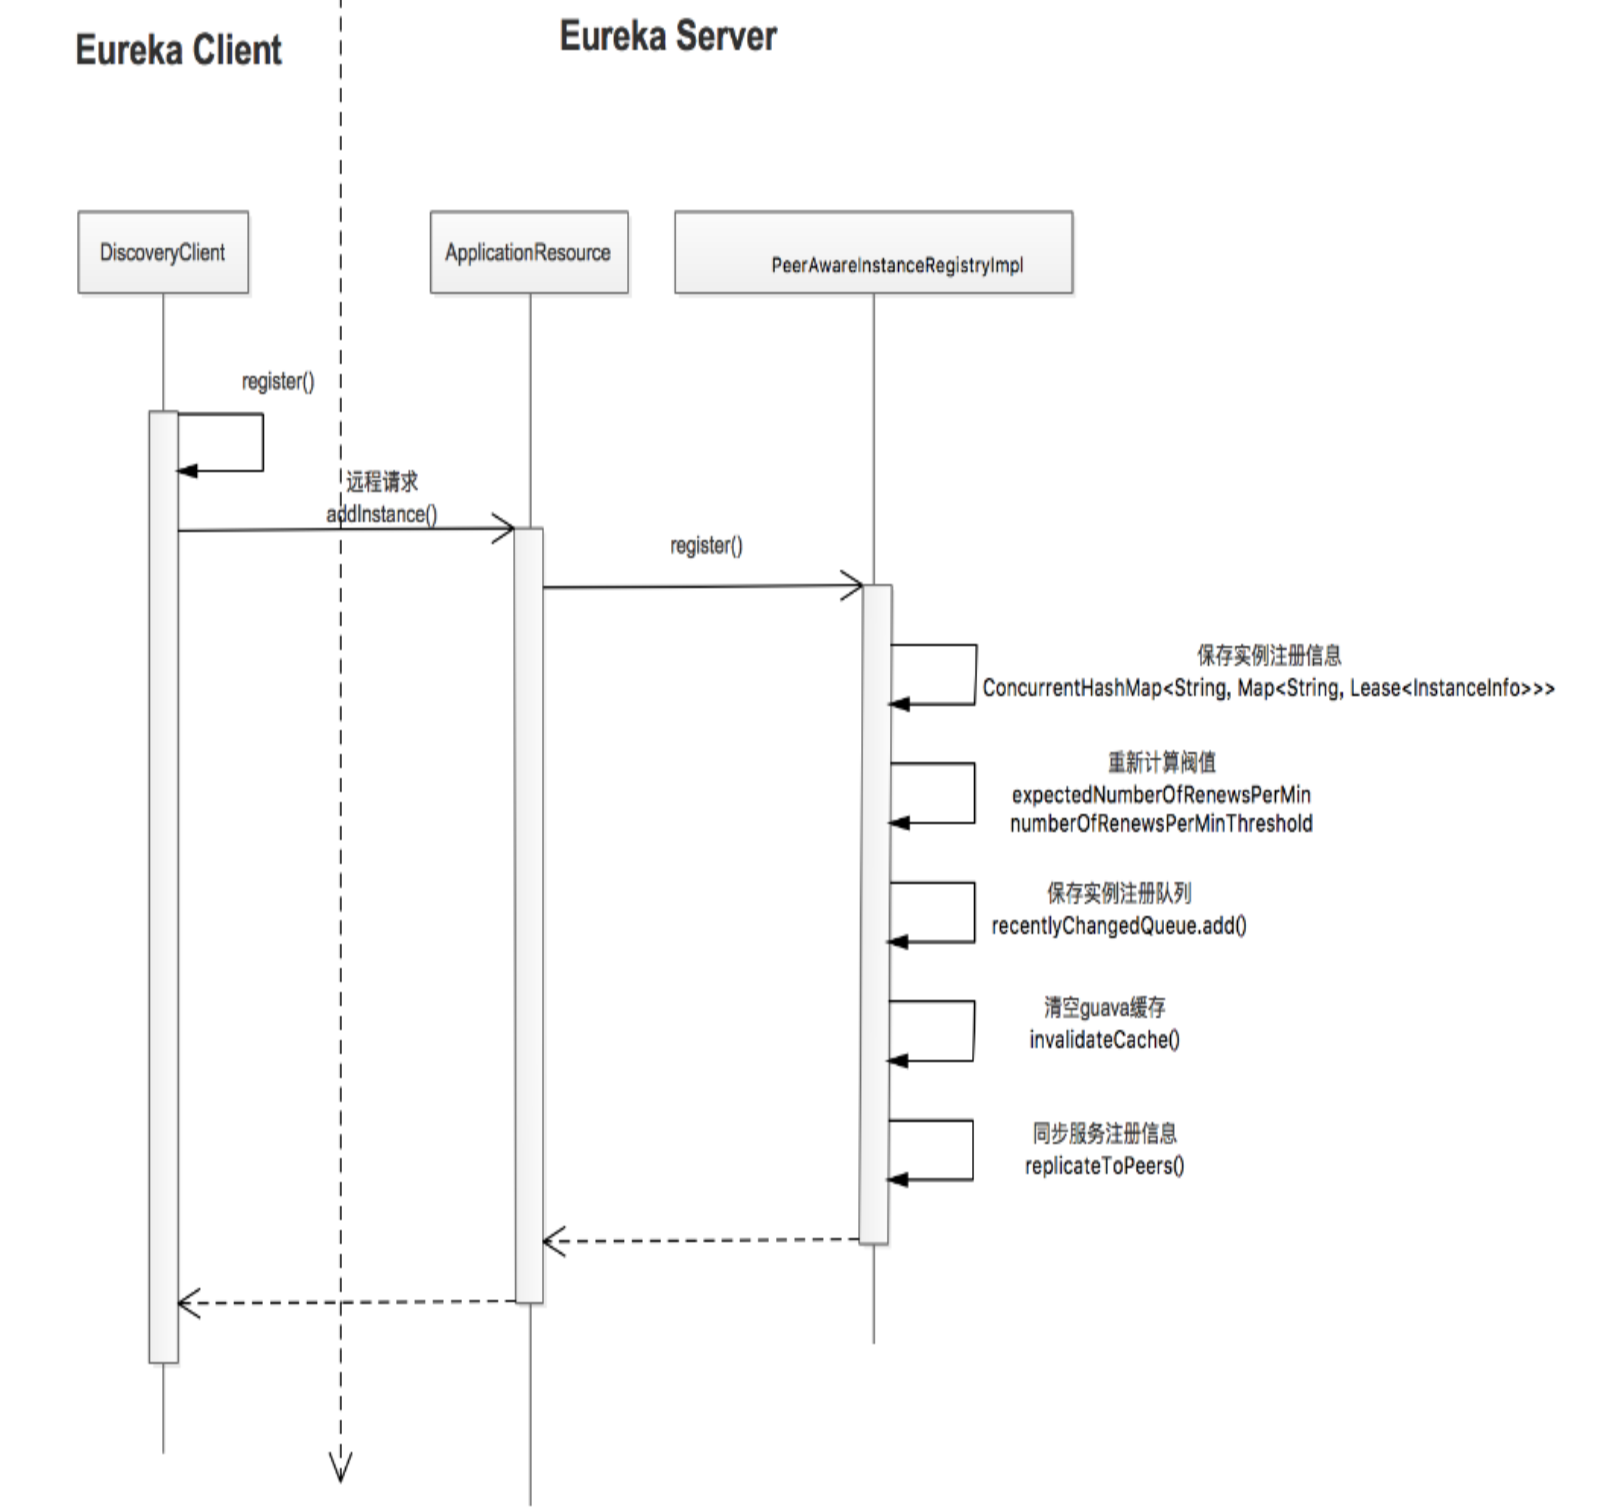 Eureka Client
Eureka Server
DiscoveryClient
ApplicationResource
PeerAwareInstanceRegistryImpl
register()
远程请求
addInstance()
register()
保存实例注册信息
ConcurrentHashMap<String, Map<String, Lease<InstanceInfo>>>
重新计算阀值
expectedNumberOfRenewsPerMin
numberOfRenewsPerMinThreshold
保存实例注册队列
recentlyChangedQueue.add()
清空guava缓存
invalidateCache()
同步服务注册信息
replicateToPeers()